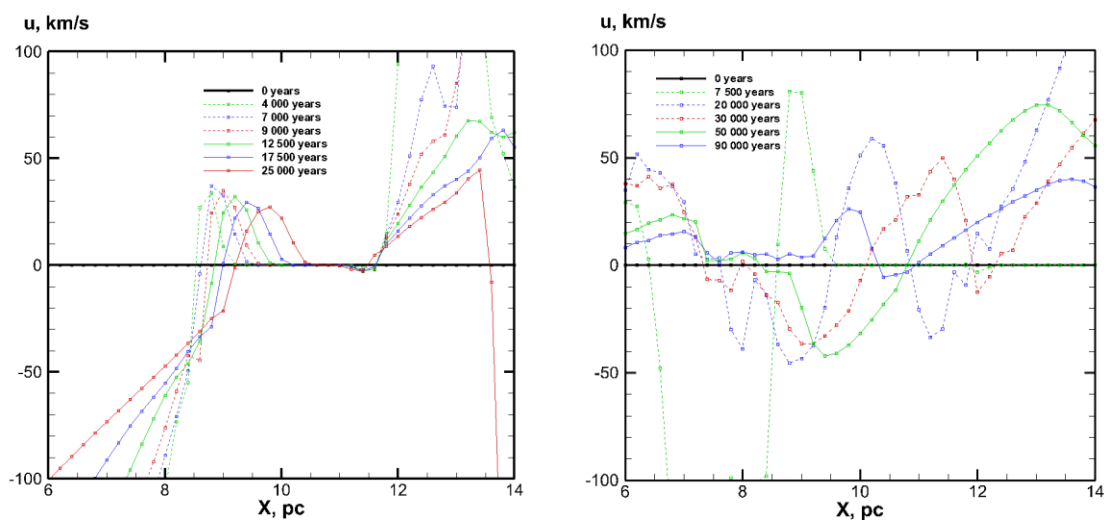 u, km/s
100
50
0
-50
-100
6
8
10
12
14
X, pc
0 years
4 000 years
7 000 years
9 000 years
12 500 years
17 500 years
25 000 years
u, km/s
100
50
0
-50
-100
6
8
10
12
14
X, pc
0 years
7 500 years
20 000 years
30 000 years
50 000 years
90 000 years